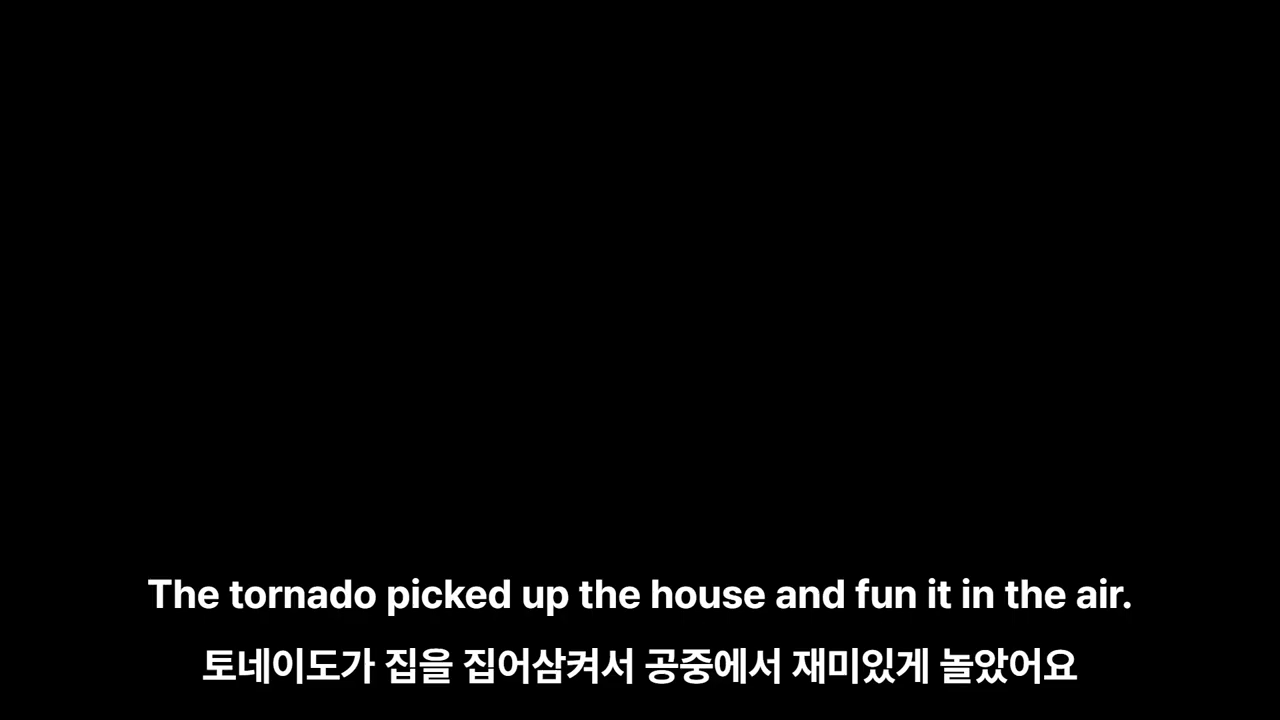 The tornado picked up the house and fun it in the air.
토네이도가 집을 집어삼켜서 공중에서 재미있게 놀았어요